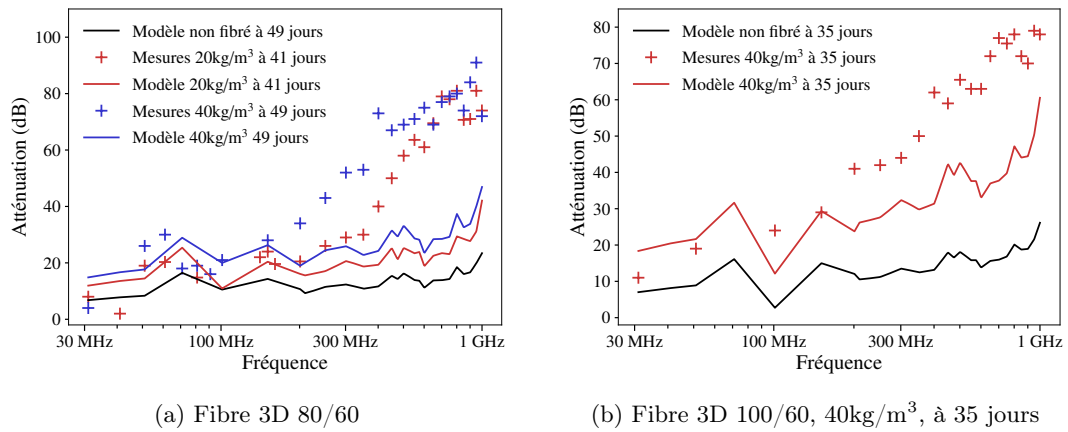 100
80
60
40
20
0
Atténuation (dB)
Modèle non fibré à 49 jours
Mesures 20kg/m³ à 41 jours
Modèle 20kg/m³ à 41 jours
Mesures 40kg/m³ à 49 jours
Modèle 40kg/m³ 49 jours
30 MHz
100 MHz
300 MHz
1 GHz
Fréquence
(a) Fibre 3D 80/60
80
70
60
50
40
30
20
10
0
Atténuation (dB)
Modèle non fibré à 35 jours
Mesures 40kg/m³ à 35 jours
Modèle 40kg/m³ à 35 jours
30 MHz
100 MHz
300 MHz
1 GHz
Fréquence
(b) Fibre 3D 100/60, 40kg/m³, à 35 jours